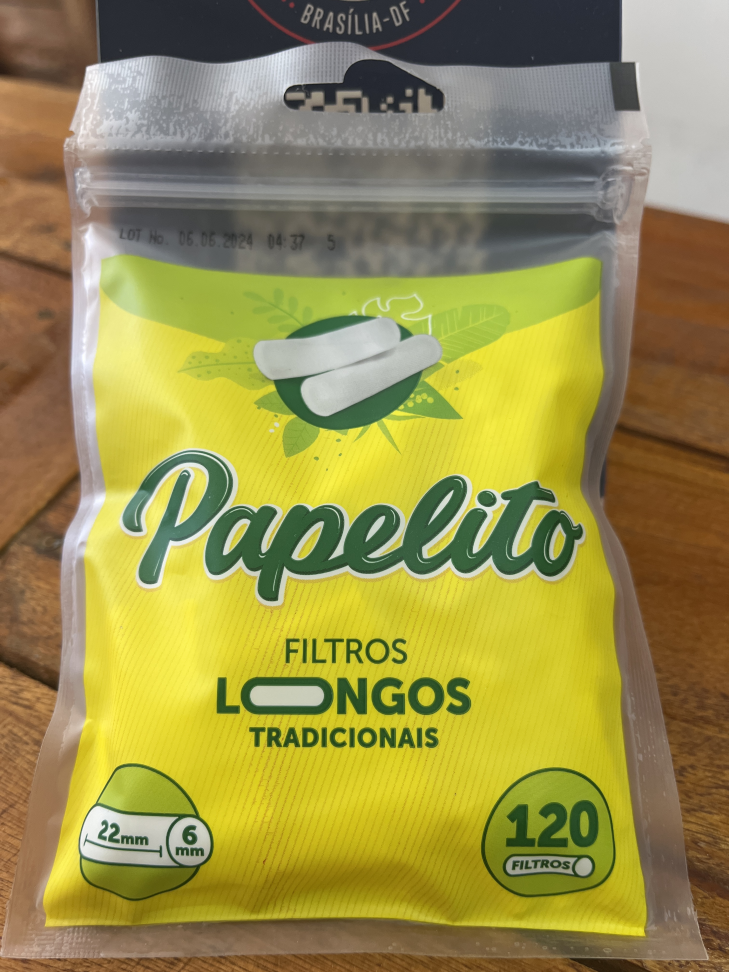 BRASÍLIA-DF
LOT No. 06.06.2024 04:37 5
Papelito
FILTROS
LONGOS
TRADICIONAIS
22mm
6
mm
120
FILTROS